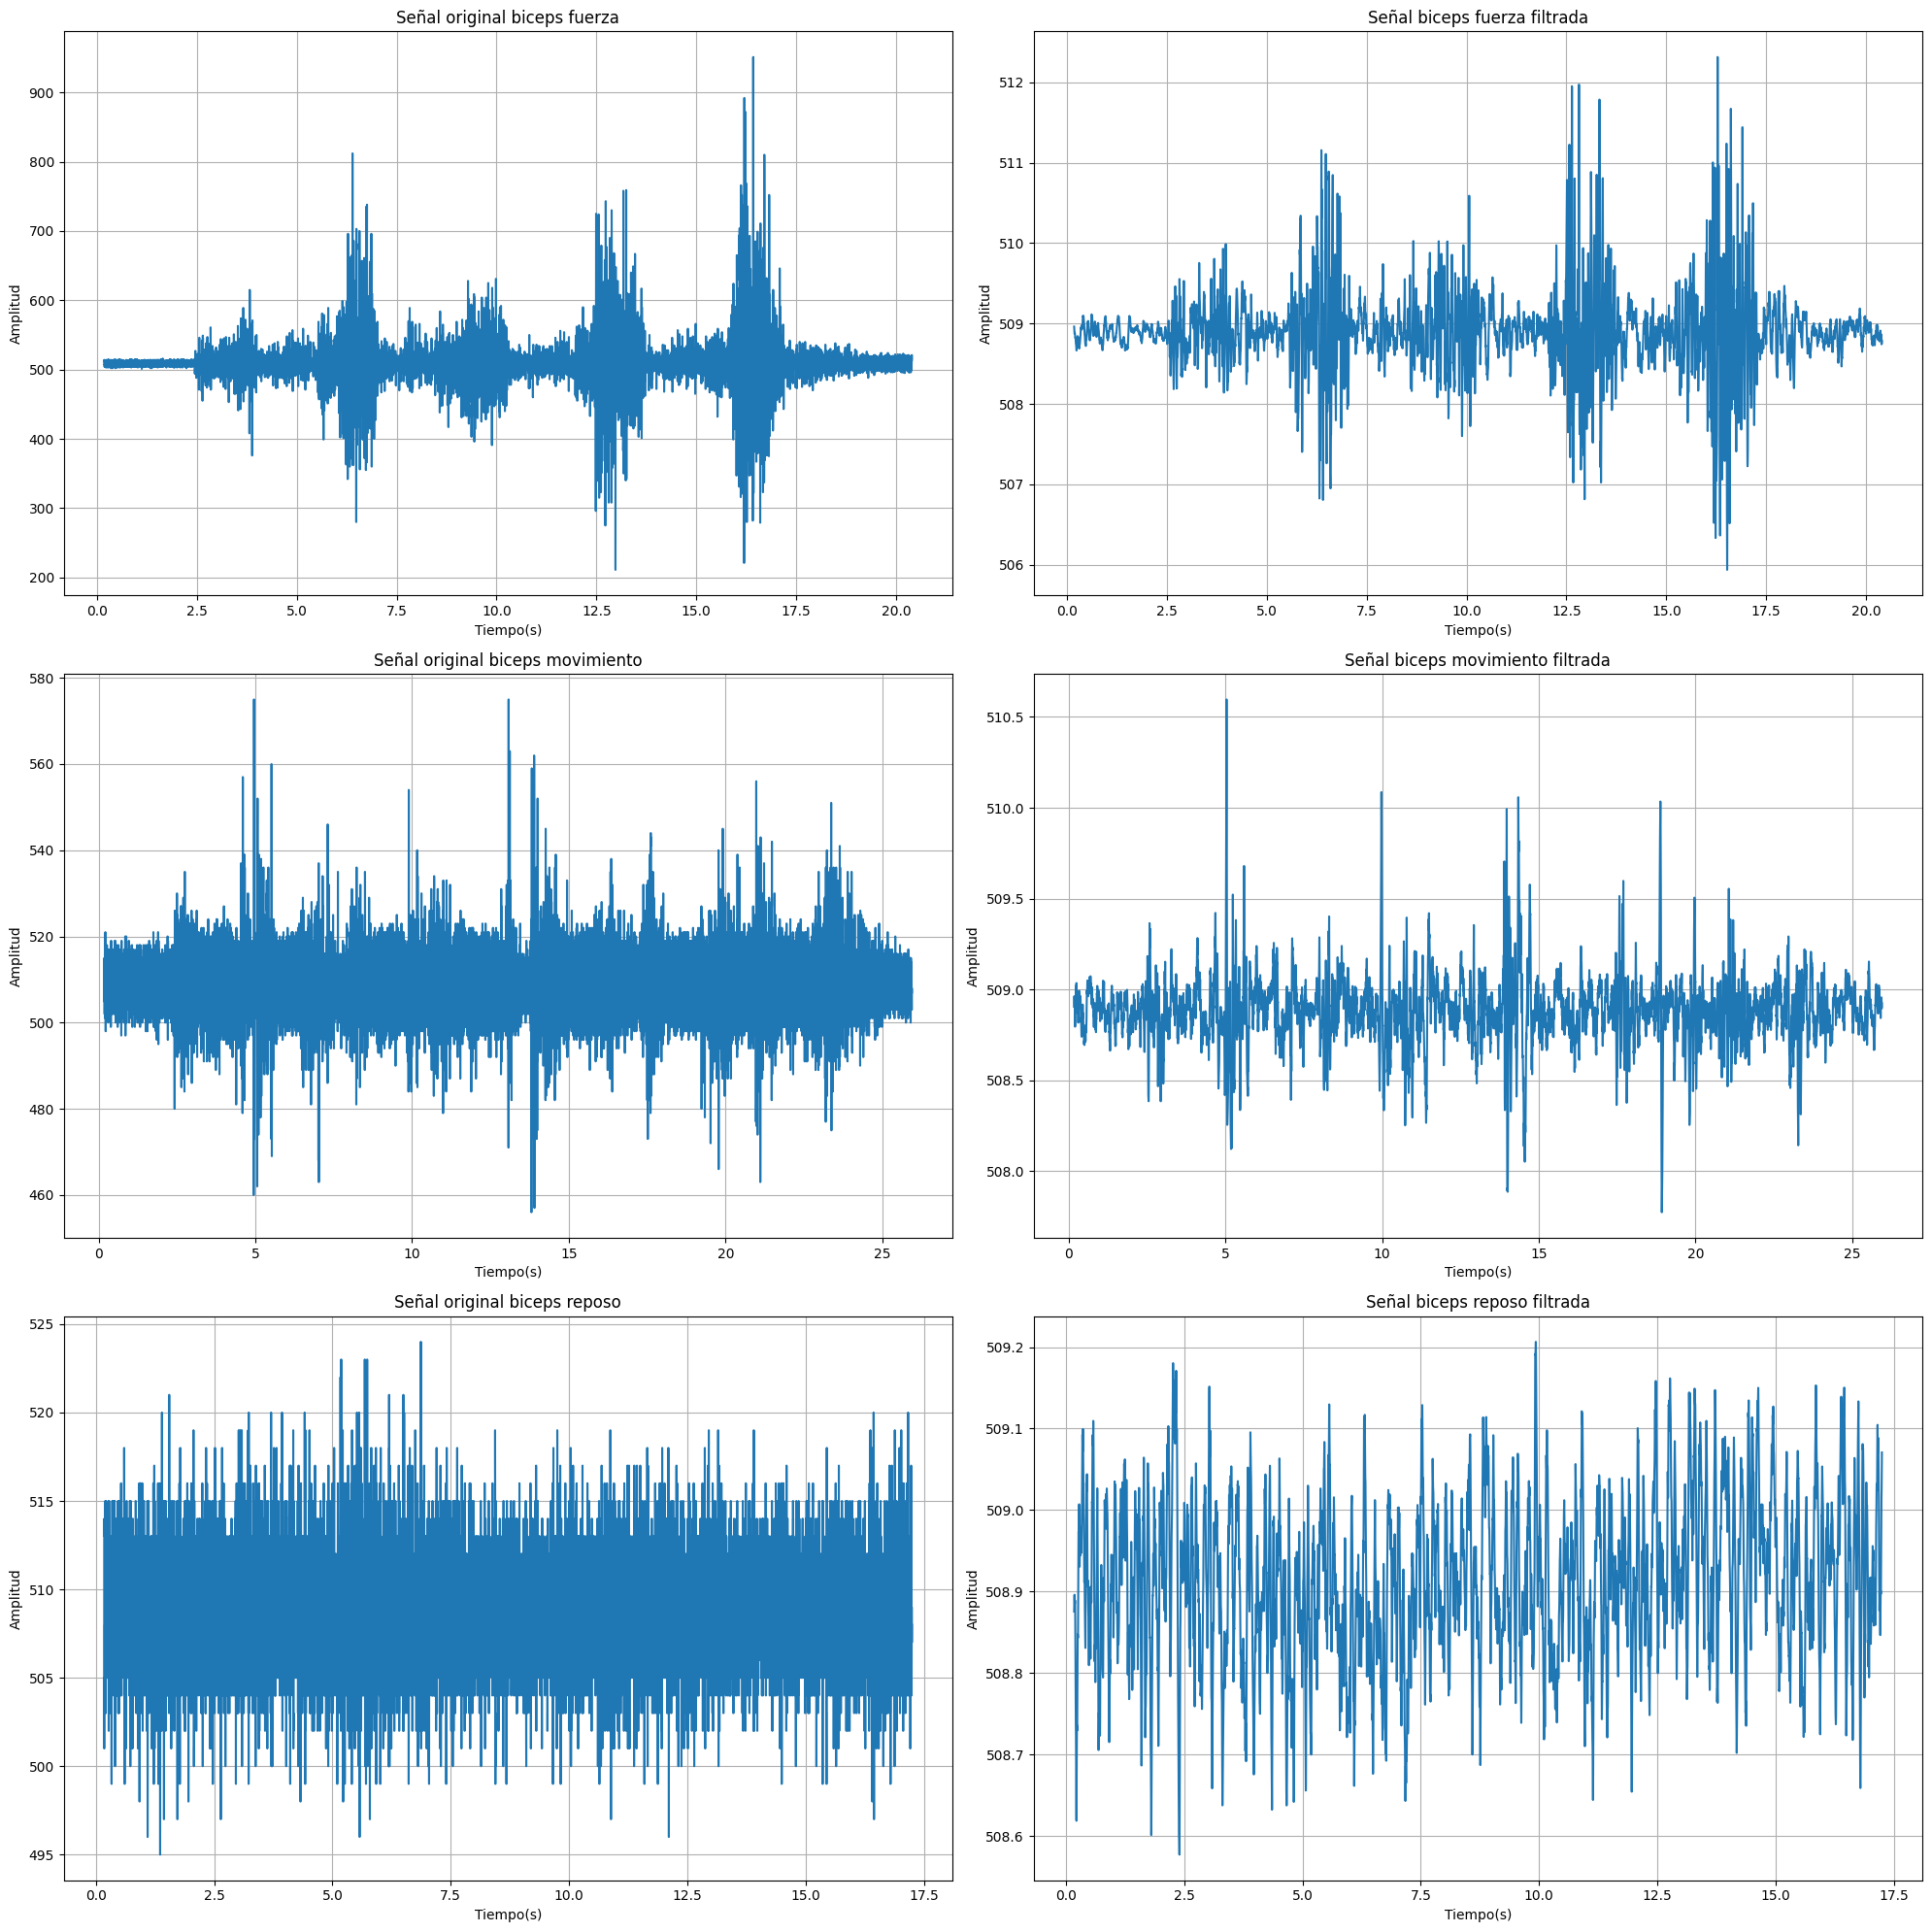 Señal original biceps fuerza
Señal biceps fuerza filtrada
900
800
700
600
500
400
300
200
Amplitud
0.0 2.5 5.0 7.5 10.0 12.5 15.0 17.5 20.0
Tiempo(s)
512
511
510
509
508
507
506
Amplitud
0.0 2.5 5.0 7.5 10.0 12.5 15.0 17.5 20.0
Tiempo(s)
Señal original biceps movimiento
Señal biceps movimiento filtrada
580
560
540
520
500
480
460
Amplitud
0 5 10 15 20 25
Tiempo(s)
510.5
510.0
509.5
509.0
508.5
508.0
Amplitud
0 5 10 15 20 25
Tiempo(s)
Señal original biceps reposo
Señal biceps reposo filtrada
525
520
515
510
505
500
495
Amplitud
0.0 2.5 5.0 7.5 10.0 12.5 15.0 17.5
Tiempo(s)
509.2
509.1
509.0
508.9
508.8
508.7
508.6
Amplitud
0.0 2.5 5.0 7.5 10.0 12.5 15.0 17.5
Tiempo(s)